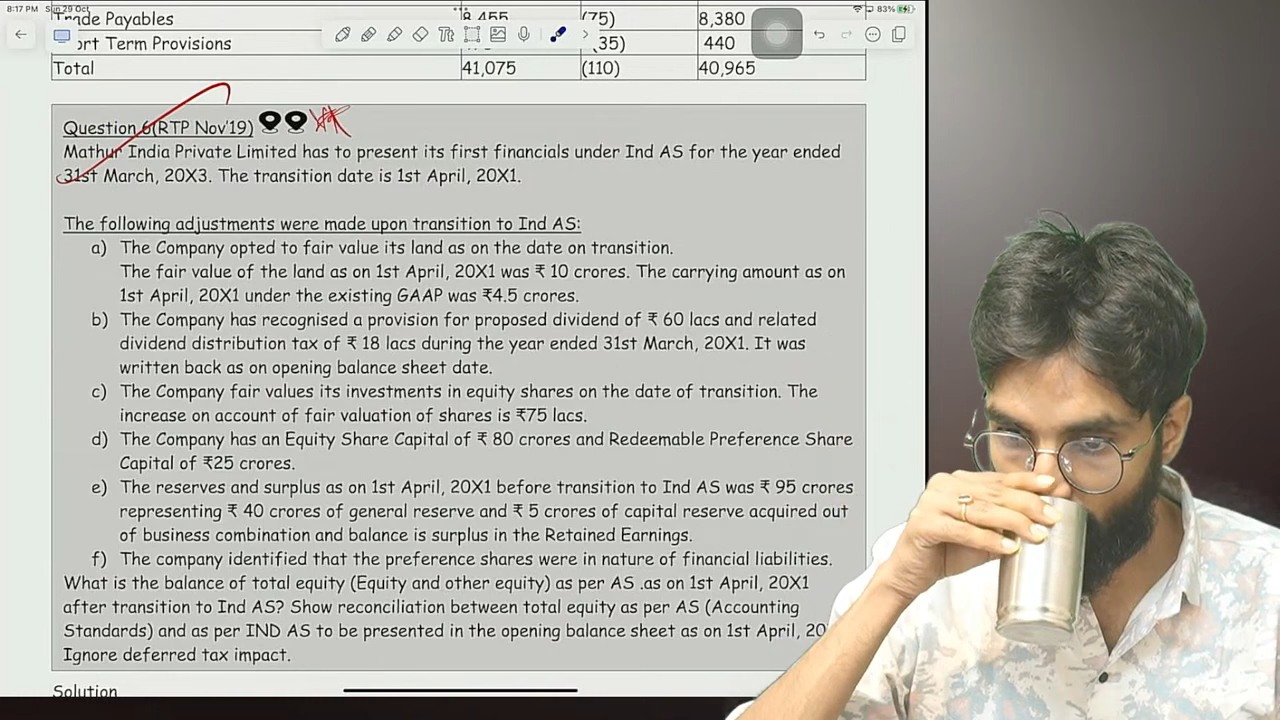 8:17 PM Sun 29 Oct
83%
Trade Payables 8,455 (75) 8,380
Short Term Provisions (35) 440
Total 41,075 (110) 40,965
Question 6(RTP Nov'19)
Mathur India Private Limited has to present its first financials under Ind AS for the year ended
31st March, 20X3. The transition date is 1st April, 20X1.
The following adjustments were made upon transition to Ind AS:
a) The Company opted to fair value its land as on the date on transition.
The fair value of the land as on 1st April, 20X1 was ₹ 10 crores. The carrying amount as on
1st April, 20X1 under the existing GAAP was ₹4.5 crores.
b) The Company has recognised a provision for proposed dividend of ₹ 60 lacs and related
dividend distribution tax of ₹ 18 lacs during the year ended 31st March, 20X1. It was
written back as on opening balance sheet date.
c) The Company fair values its investments in equity shares on the date of transition. The
increase on account of fair valuation of shares is ₹75 lacs.
d) The Company has an Equity Share Capital of ₹ 80 crores and Redeemable Preference Share
Capital of ₹25 crores.
e) The reserves and surplus as on 1st April, 20X1 before transition to Ind AS was ₹ 95 crores
representing ₹ 40 crores of general reserve and ₹ 5 crores of capital reserve acquired out
of business combination and balance is surplus in the Retained Earnings.
f) The company identified that the preference shares were in nature of financial liabilities.
What is the balance of total equity (Equity and other equity) as per AS .as on 1st April, 20X1
after transition to Ind AS? Show reconciliation between total equity as per AS (Accounting
Standards) and as per IND AS to be presented in the opening balance sheet as on 1st April, 20
Ignore deferred tax impact.
Solution